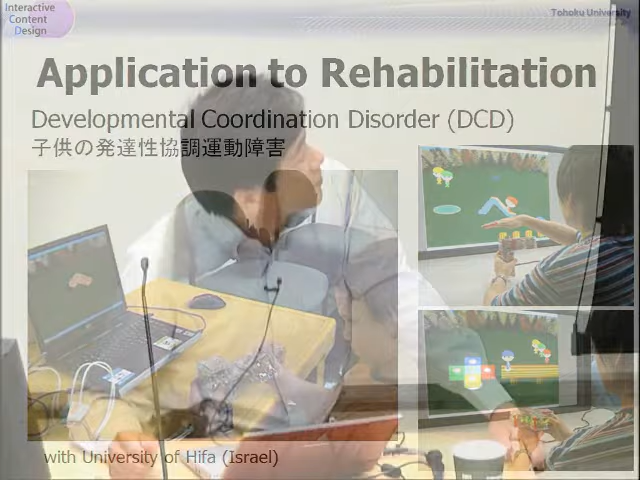 Interactive
Content
Design
Tohoku University
Application to Rehabilitation
Developmental Coordination Disorder (DCD)
子供の発達性協調運動障害
with University of Hifa (Israel)